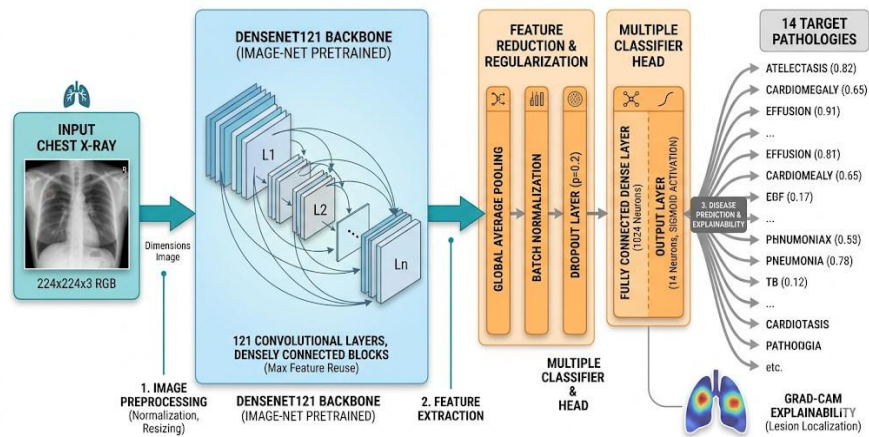 DENSENET121 BACKBONE
(IMAGE-NET PRETRAINED)
FEATURE
REDUCTION &
REGULARIZATION
MULTIPLE
CLASSIFIER
HEAD
14 TARGET
PATHOLOGIES
INPUT
CHEST X-RAY
224x224x3 RGB
Dimensions
Image
L1
L2
...
Ln
121 CONVOLUTIONAL LAYERS,
DENSELY CONNECTED BLOCKS
(Max Feature Reuse)
DENSENET121 BACKBONE
(IMAGE-NET PRETRAINED)
1. IMAGE
PREPROCESSING
(Normalization,
Resizing)
2. FEATURE
EXTRACTION
GLOBAL AVERAGE POOLING
BATCH NORMALIZATION
DROPOUT LAYER (p=0.2)
FULLY CONNECTED DENSE LAYER
(1024 Neurons)
OUTPUT LAYER
(14 Neurons, SIGMOID ACTIVATION)
MULTIPLE
CLASSIFIER
&
HEAD
3. DISEASE
PREDICTION &
EXPLAINABILITY
ATELECTASIS (0.82)
CARDIOMEGALY (0.65)
EFFUSION (0.91)
...
EFFUSION (0.81)
CARDIOMEALY (0.65)
EBF (0.17)
...
PHNUMONIAX (0.53)
PNEUMONIA (0.78)
TB (0.12)
...
CARDIOTASIS
etc.
GRAD-CAM
EXPLAINABILITY
(Lesion Localization)